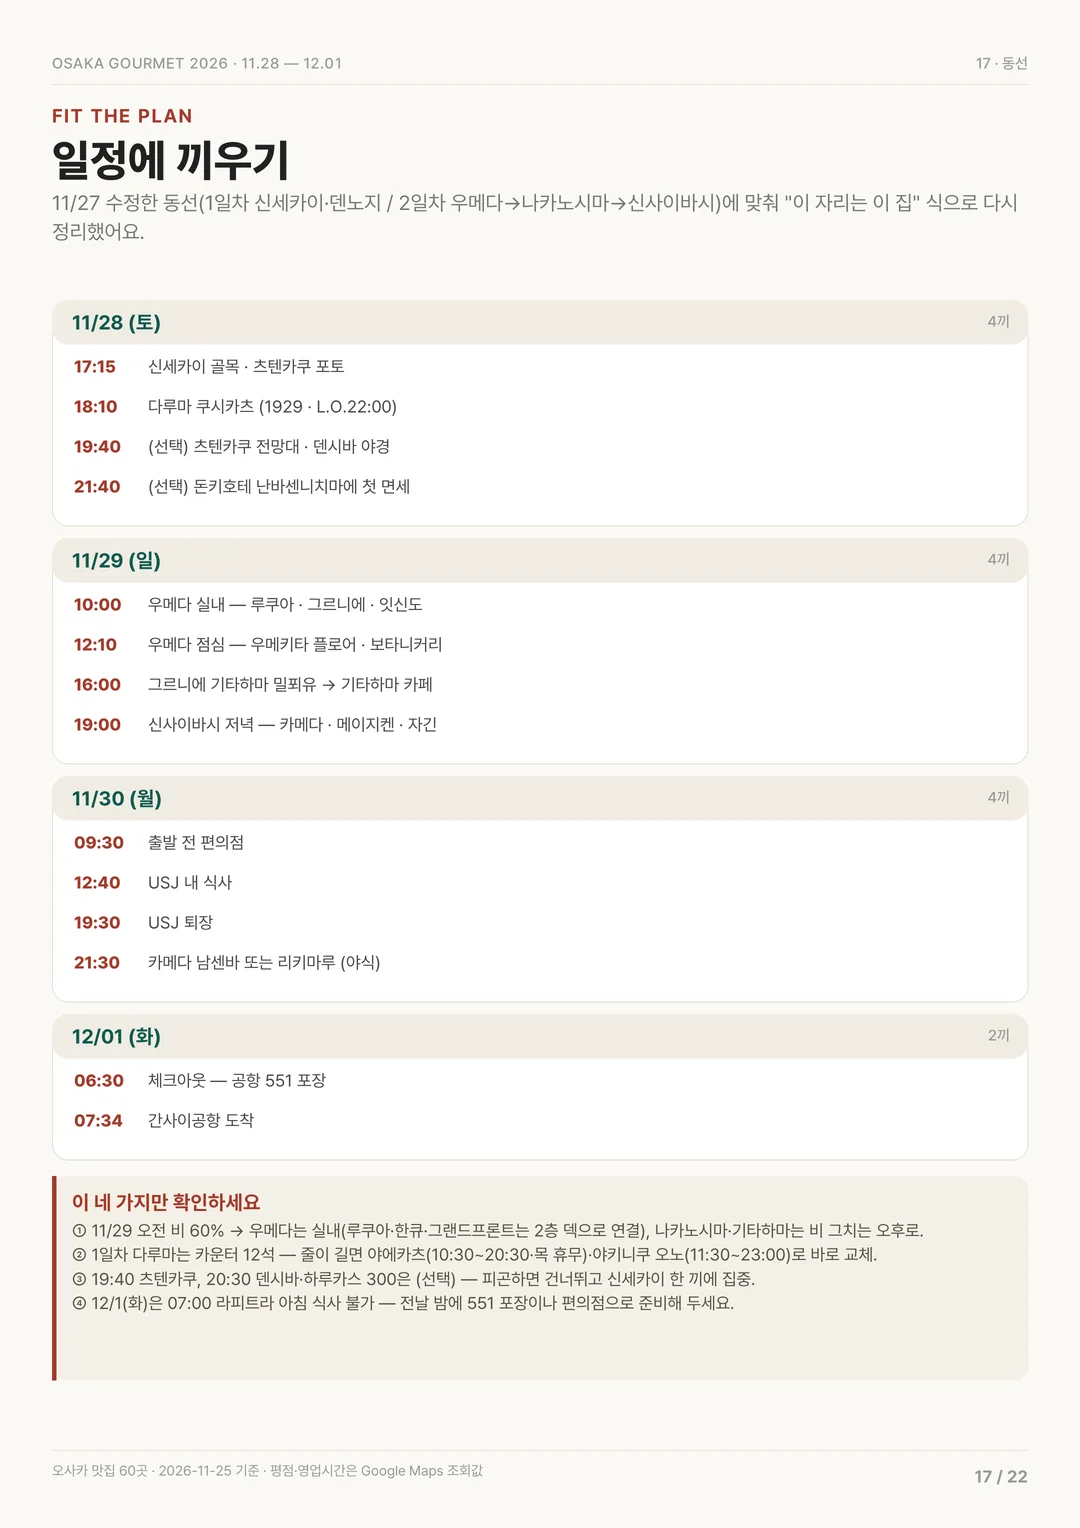 OSAKA GOURMET 2026 · 11.28 — 12.01
17 · 동선
FIT THE PLAN
일정에 끼우기
11/27 수정한 동선(1일차 신세카이·덴노지 / 2일차 우메다→나카노시마→신사이바시)에 맞춰 "이 자리는 이 집" 식으로 다시
정리했어요.
11/28 (토)
4끼
17:15 신세카이 골목 · 츠텐카쿠 포토
18:10 다루마 쿠시카츠 (1929 · L.O.22:00)
19:40 (선택) 츠텐카쿠 전망대 · 덴시바 야경
21:40 (선택) 돈키호테 난바센니치마에 첫 면세
11/29 (일)
4끼
10:00 우메다 실내 — 루쿠아 · 그르니에 · 잇신도
12:10 우메다 점심 — 우메키타 플로어 · 보타니커리
16:00 그르니에 기타하마 밀푀유 → 기타하마 카페
19:00 신사이바시 저녁 — 카메다 · 메이지켄 · 자긴
11/30 (월)
4끼
09:30 출발 전 편의점
12:40 USJ 내 식사
19:30 USJ 퇴장
21:30 카메다 남센바 또는 리키마루 (야식)
12/01 (화)
2끼
06:30 체크아웃 — 공항 551 포장
07:34 간사이공항 도착
이 네 가지만 확인하세요
① 11/29 오전 비 60% → 우메다는 실내(루쿠아·한큐·그랜드프론트는 2층 덱으로 연결), 나카노시마·기타하마는 비 그치는 오후로.
② 1일차 다루마는 카운터 12석 — 줄이 길면 야에카츠(10:30~20:30·목 휴무)·야키니쿠 오노(11:30~23:00)로 바로 교체.
③ 19:40 츠텐카쿠, 20:30 덴시바·하루카스 300은 (선택) — 피곤하면 건너뛰고 신세카이 한 끼에 집중.
④ 12/1(화)은 07:00 라피트라 아침 식사 불가 — 전날 밤에 551 포장이나 편의점으로 준비해 두세요.
오사카 맛집 60곳 · 2026-11-25 기준 · 평점·영업시간은 Google Maps 조회값
17 / 22